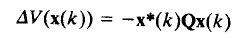 ΔV(x(k)) = −x*(k)Qx(k)